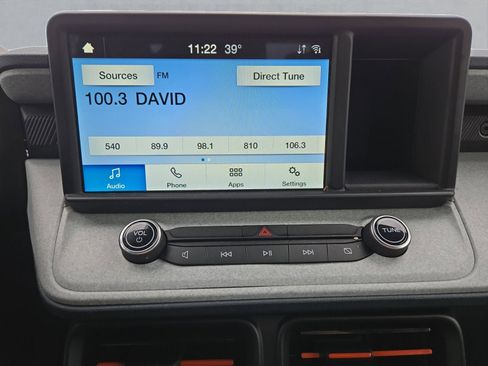 11:22 39°
Sources FM Direct Tune
100.3 DAVID
540 89.9 98.1 810 106.3
Audio Phone Apps Settings
VOL TUNE